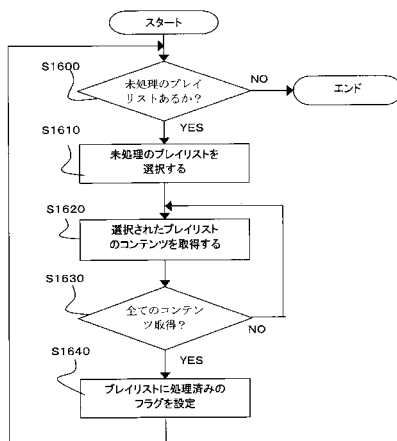 スタート
S1600
未処理のプレイ
リストあるか？
NO
エンド
YES
S1610
未処理のプレイリストを
選択する
S1620
選択されたプレイリスト
のコンテンツを取得する
S1630
全てのコンテン
ツ取得？
NO
YES
S1640
プレイリストに処理済みの
フラグを設定